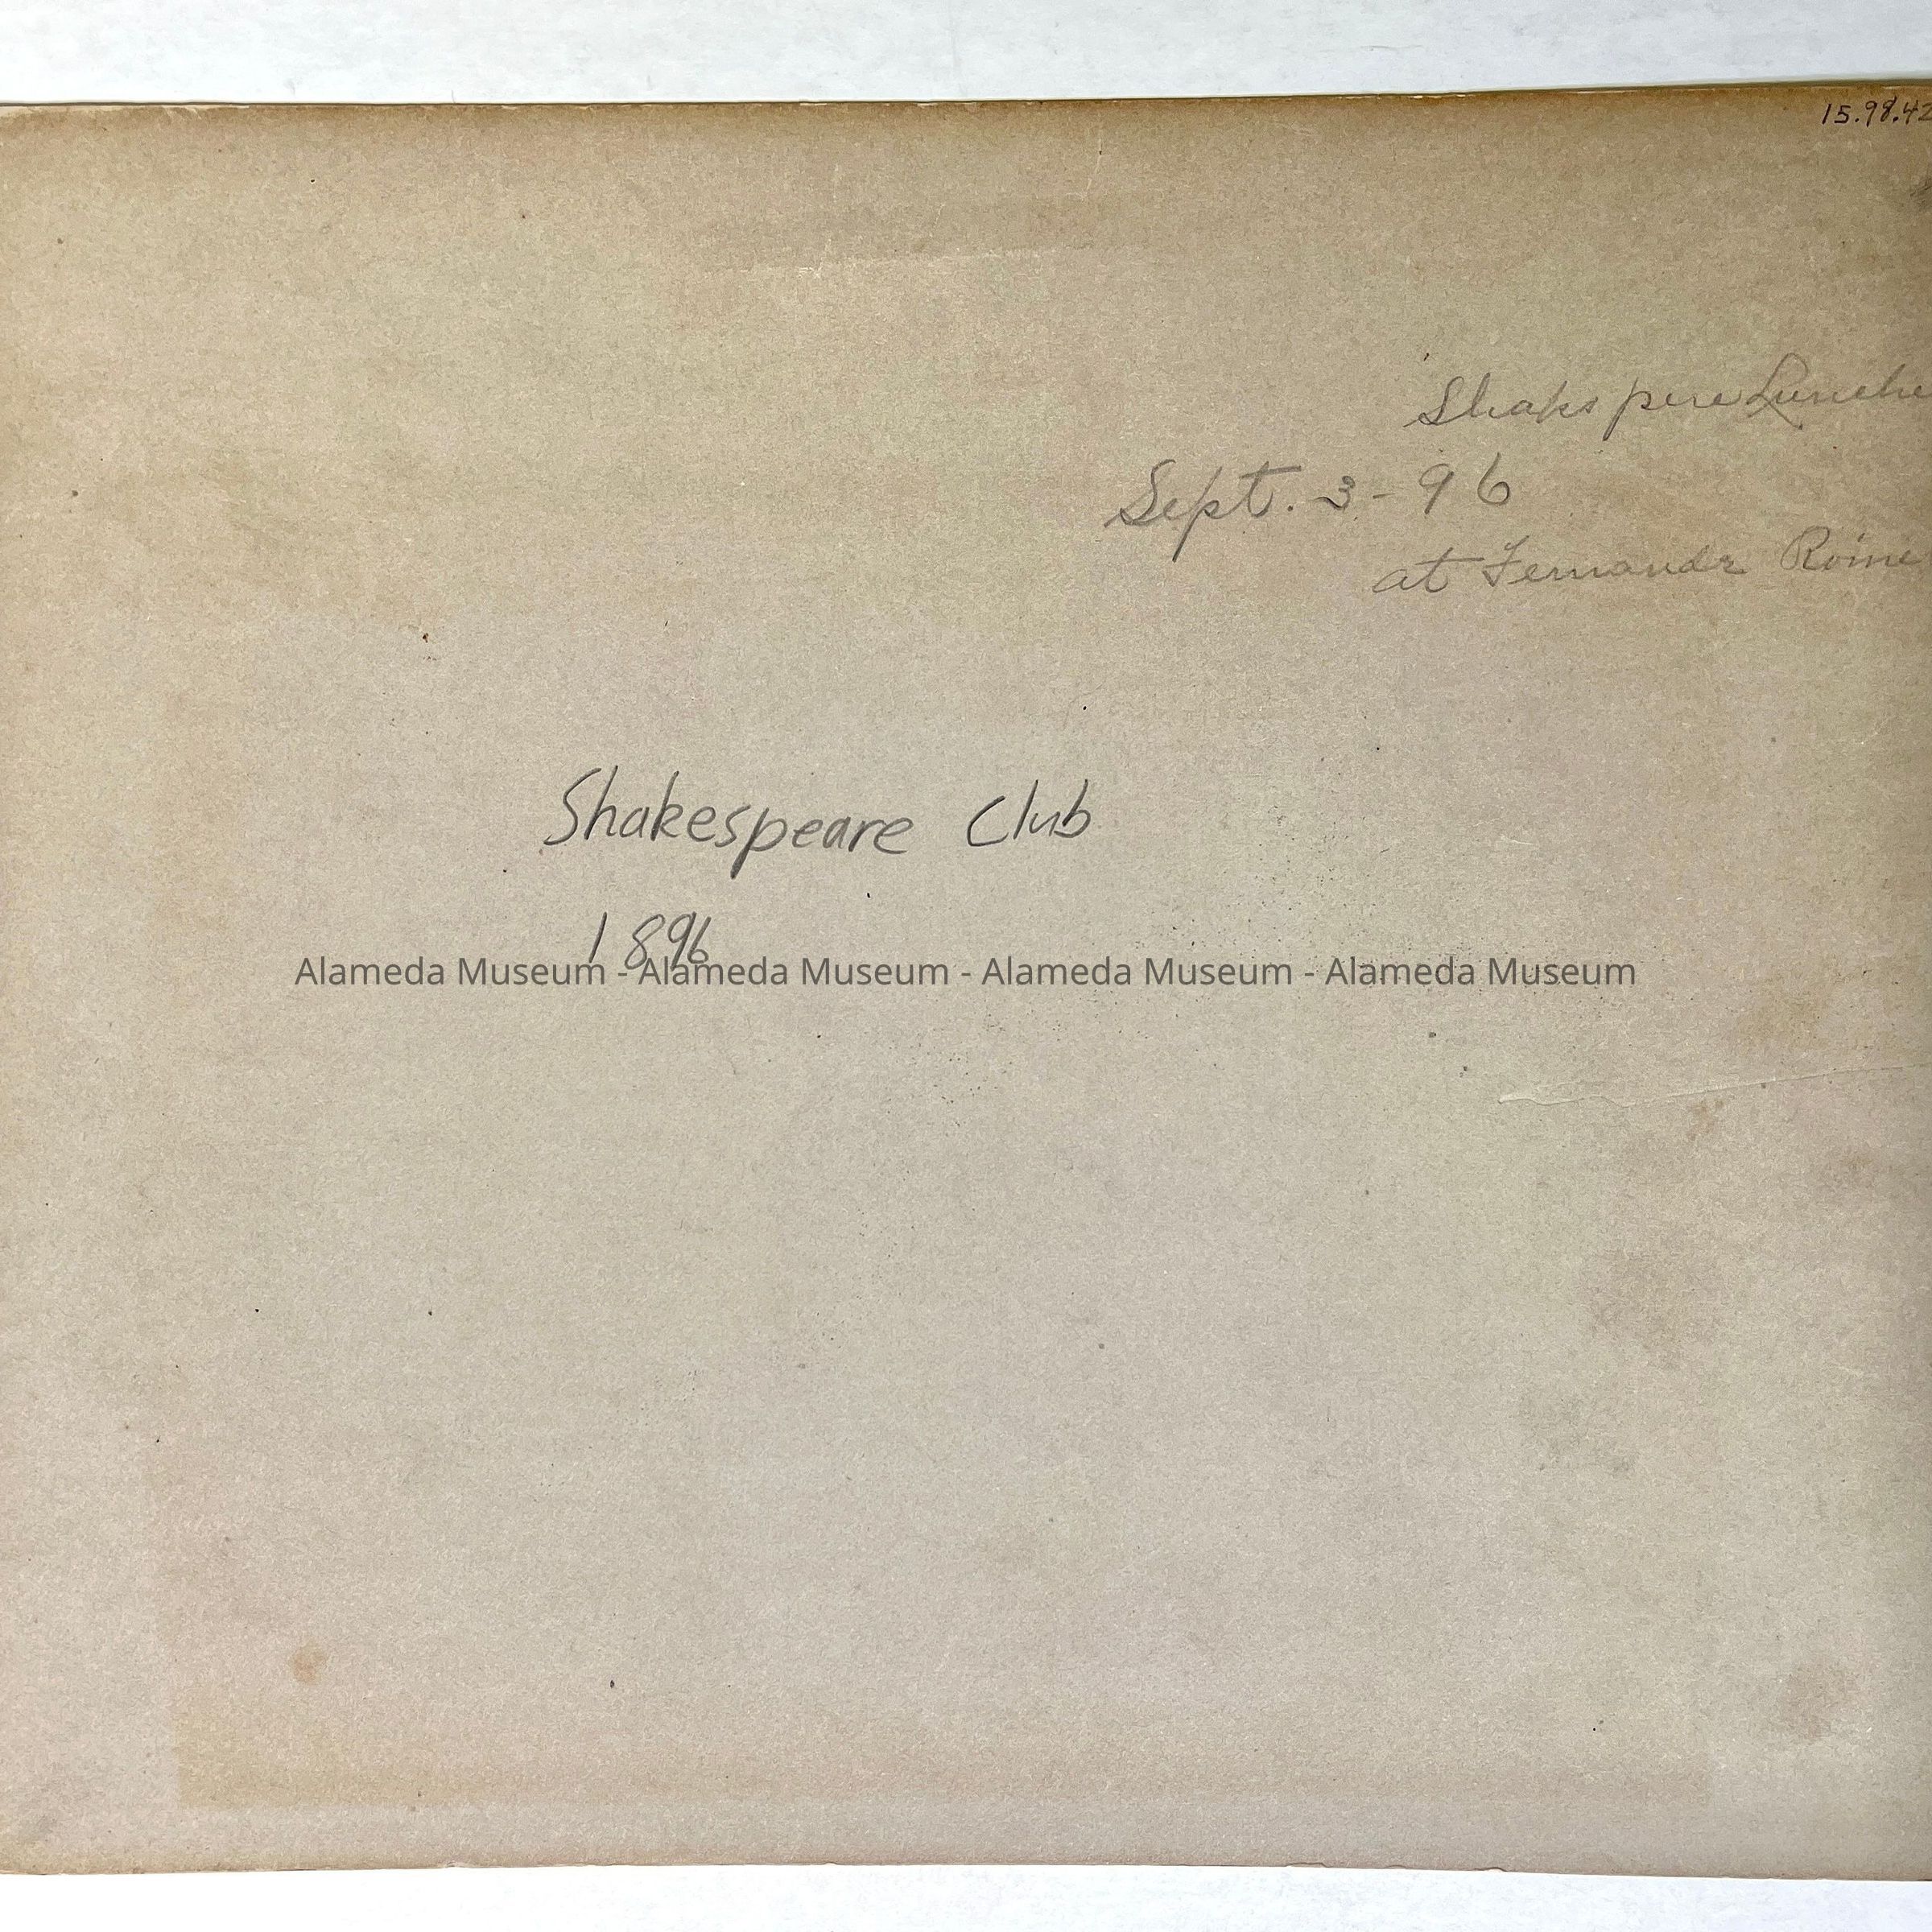 15.98.42
Shakspere Lunche
Sept. 3 - 96
at Fernandr Roine
Shakespeare Club
1896
Alameda Museum - Alameda Museum - Alameda Museum - Alameda Museum